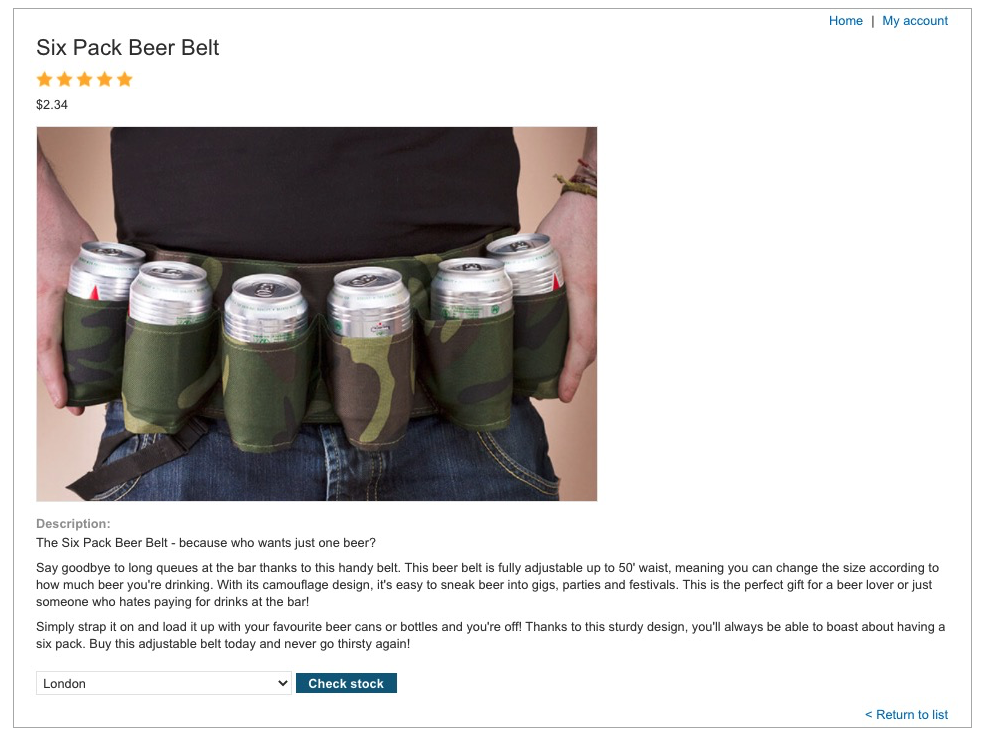 Home | My account
Six Pack Beer Belt
$2.34
Description:
The Six Pack Beer Belt - because who wants just one beer?
Say goodbye to long queues at the bar thanks to this handy belt. This beer belt is fully adjustable up to 50' waist, meaning you can change the size according to
how much beer you're drinking. With its camouflage design, it's easy to sneak beer into gigs, parties and festivals. This is the perfect gift for a beer lover or just
someone who hates paying for drinks at the bar!
Simply strap it on and load it up with your favourite beer cans or bottles and you're off! Thanks to this sturdy design, you'll always be able to boast about having a
six pack. Buy this adjustable belt today and never go thirsty again!
London Check stock
< Return to list